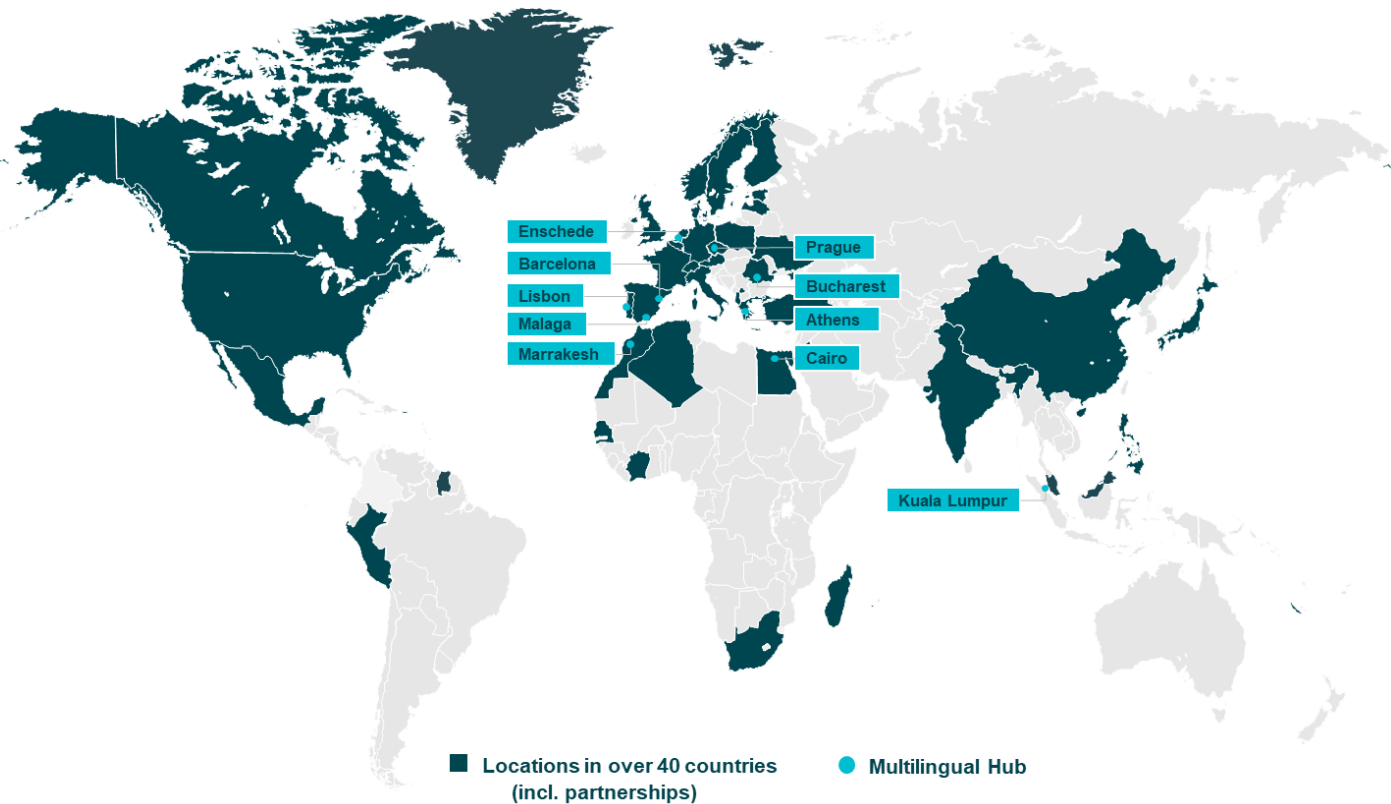 Enschede
Barcelona
Lisbon
Malaga
Marrakesh
Prague
Bucharest
Athens
Cairo
Kuala Lumpur
Locations in over 40 countries
(incl. partnerships)
Multilingual Hub